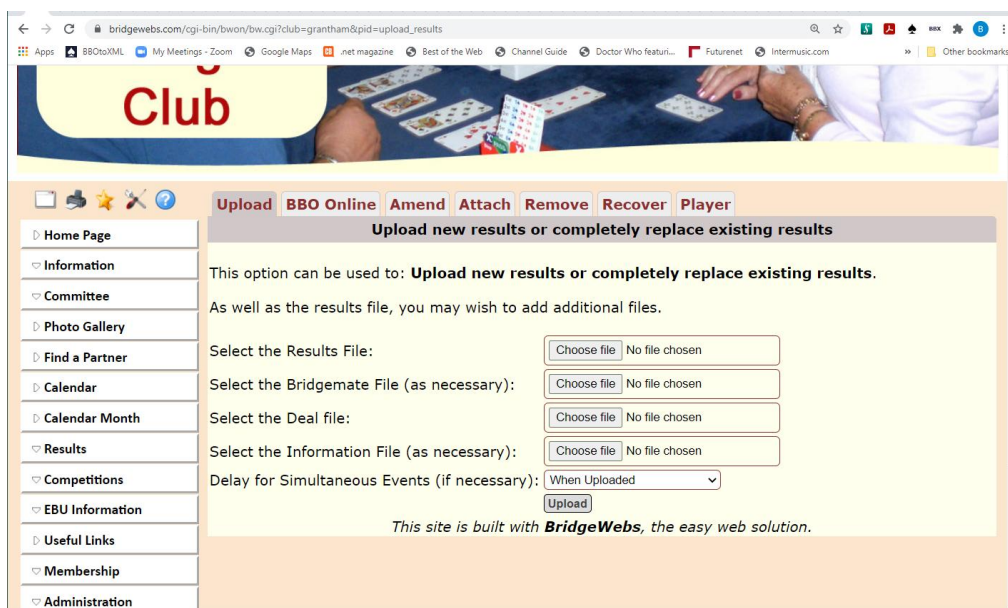 bridgewebs.com/cgi-bin/bwon/bw.cgi?club=grantham&pid=upload_results
Apps BBOtoXML My Meetings - Zoom Google Maps .net magazine Best of the Web Channel Guide Doctor Who featuri... Futurenet Intermusic.com » Other bookmarks
Club
Upload BBO Online Amend Attach Remove Recover Player
Upload new results or completely replace existing results
Home Page
Information
Committee
Photo Gallery
Find a Partner
Calendar
Calendar Month
Results
Competitions
EBU Information
Useful Links
Membership
Administration
This option can be used to: Upload new results or completely replace existing results.
As well as the results file, you may wish to add additional files.
Select the Results File: Choose file No file chosen
Select the Bridgemate File (as necessary): Choose file No file chosen
Select the Deal file: Choose file No file chosen
Select the Information File (as necessary): Choose file No file chosen
Delay for Simultaneous Events (if necessary): When Uploaded
Upload
This site is built with BridgeWebs, the easy web solution.